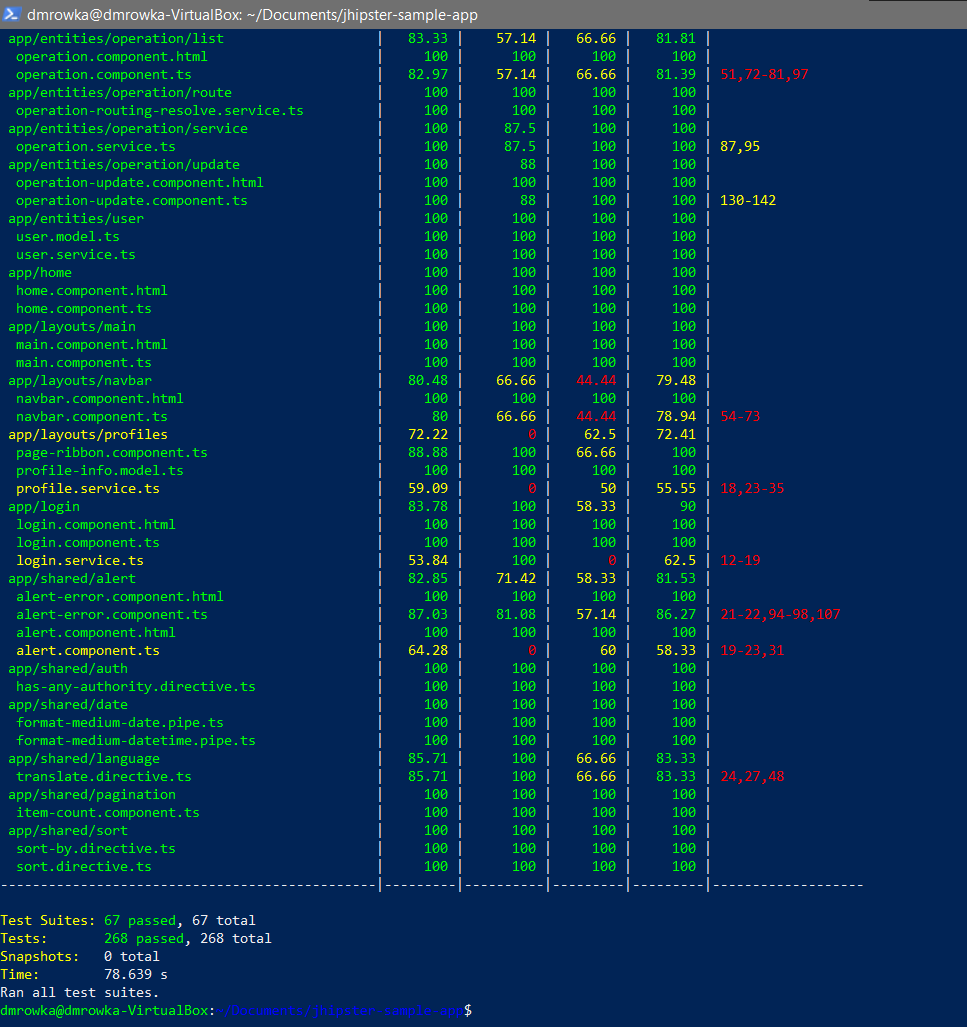 dmrowka@dmrowka-VirtualBox: ~/Documents/jhipster-sample-app
app/entities/operation/list | 83.33 | 57.14 | 66.66 | 81.81 |
operation.component.html | 100 | 100 | 100 | 100 |
operation.component.ts | 82.97 | 57.14 | 66.66 | 81.39 | 51,72-81,97
app/entities/operation/route | 100 | 100 | 100 | 100 |
operation-routing-resolve.service.ts | 100 | 100 | 100 | 100 |
app/entities/operation/service | 100 | 87.5 | 100 | 100 |
operation.service.ts | 100 | 87.5 | 100 | 100 | 87,95
app/entities/operation/update | 100 | 88 | 100 | 100 |
operation-update.component.html | 100 | 100 | 100 | 100 |
operation-update.component.ts | 100 | 88 | 100 | 100 | 130-142
app/entities/user | 100 | 100 | 100 | 100 |
user.model.ts | 100 | 100 | 100 | 100 |
user.service.ts | 100 | 100 | 100 | 100 |
app/home | 100 | 100 | 100 | 100 |
home.component.html | 100 | 100 | 100 | 100 |
home.component.ts | 100 | 100 | 100 | 100 |
app/layouts/main | 100 | 100 | 100 | 100 |
main.component.html | 100 | 100 | 100 | 100 |
main.component.ts | 100 | 100 | 100 | 100 |
app/layouts/navbar | 80.48 | 66.66 | 44.44 | 79.48 |
navbar.component.html | 100 | 100 | 100 | 100 |
navbar.component.ts | 80 | 66.66 | 44.44 | 78.94 | 54-73
app/layouts/profiles | 72.22 | 0 | 62.5 | 72.41 |
page-ribbon.component.ts | 88.88 | 100 | 66.66 | 100 |
profile-info.model.ts | 100 | 100 | 100 | 100 |
profile.service.ts | 59.09 | 0 | 50 | 55.55 | 18,23-35
app/login | 83.78 | 100 | 58.33 | 90 |
login.component.html | 100 | 100 | 100 | 100 |
login.component.ts | 100 | 100 | 100 | 100 |
login.service.ts | 53.84 | 100 | 0 | 62.5 | 12-19
app/shared/alert | 82.85 | 71.42 | 58.33 | 81.53 |
alert-error.component.html | 100 | 100 | 100 | 100 |
alert-error.component.ts | 87.03 | 81.08 | 57.14 | 86.27 | 21-22,94-98,107
alert.component.html | 100 | 100 | 100 | 100 |
alert.component.ts | 64.28 | 0 | 60 | 58.33 | 19-23,31
app/shared/auth | 100 | 100 | 100 | 100 |
has-any-authority.directive.ts | 100 | 100 | 100 | 100 |
app/shared/date | 100 | 100 | 100 | 100 |
format-medium-date.pipe.ts | 100 | 100 | 100 | 100 |
format-medium-datetime.pipe.ts | 100 | 100 | 100 | 100 |
app/shared/language | 85.71 | 100 | 66.66 | 83.33 |
translate.directive.ts | 85.71 | 100 | 66.66 | 83.33 | 24,27,48
app/shared/pagination | 100 | 100 | 100 | 100 |
item-count.component.ts | 100 | 100 | 100 | 100 |
app/shared/sort | 100 | 100 | 100 | 100 |
sort-by.directive.ts | 100 | 100 | 100 | 100 |
sort.directive.ts | 100 | 100 | 100 | 100 |
-----------------------------------------------|---------|----------|---------|---------|-------------------
Test Suites: 67 passed, 67 total
Tests: 268 passed, 268 total
Snapshots: 0 total
Time: 78.639 s
Ran all test suites.
dmrowka@dmrowka-VirtualBox:~/Documents/jhipster-sample-app$